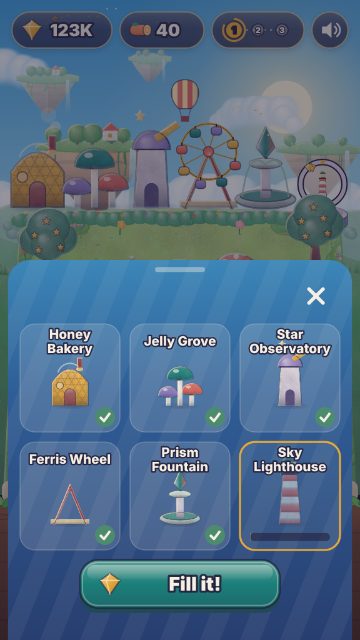 123K
40
1
2
3
Honey
Bakery
Jelly Grove
Star
Observatory
Ferris Wheel
Prism
Fountain
Sky
Lighthouse
Fill it!